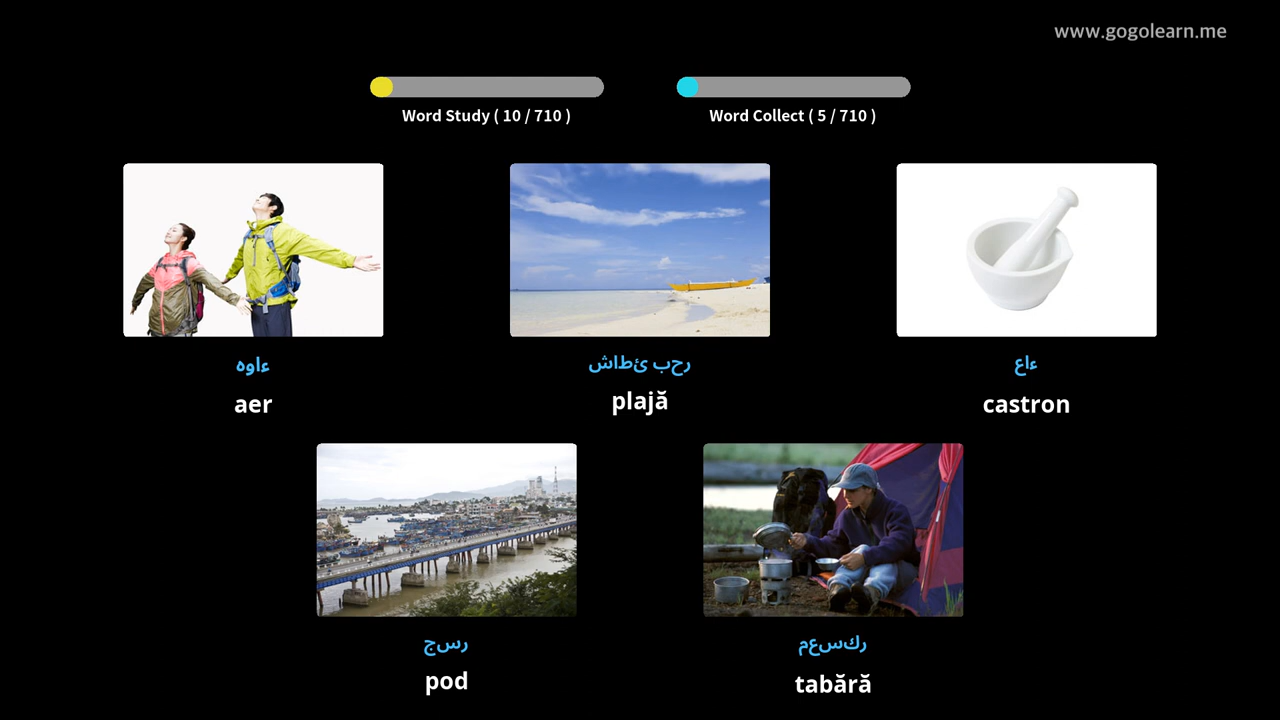 www.gogolearn.me
Word Study ( 10 / 710 )
Word Collect ( 5 / 710 )
ءاوه
aer
رحب ئطاش
plajă
ءاع
castron
رسج
pod
ركسعم
tabără